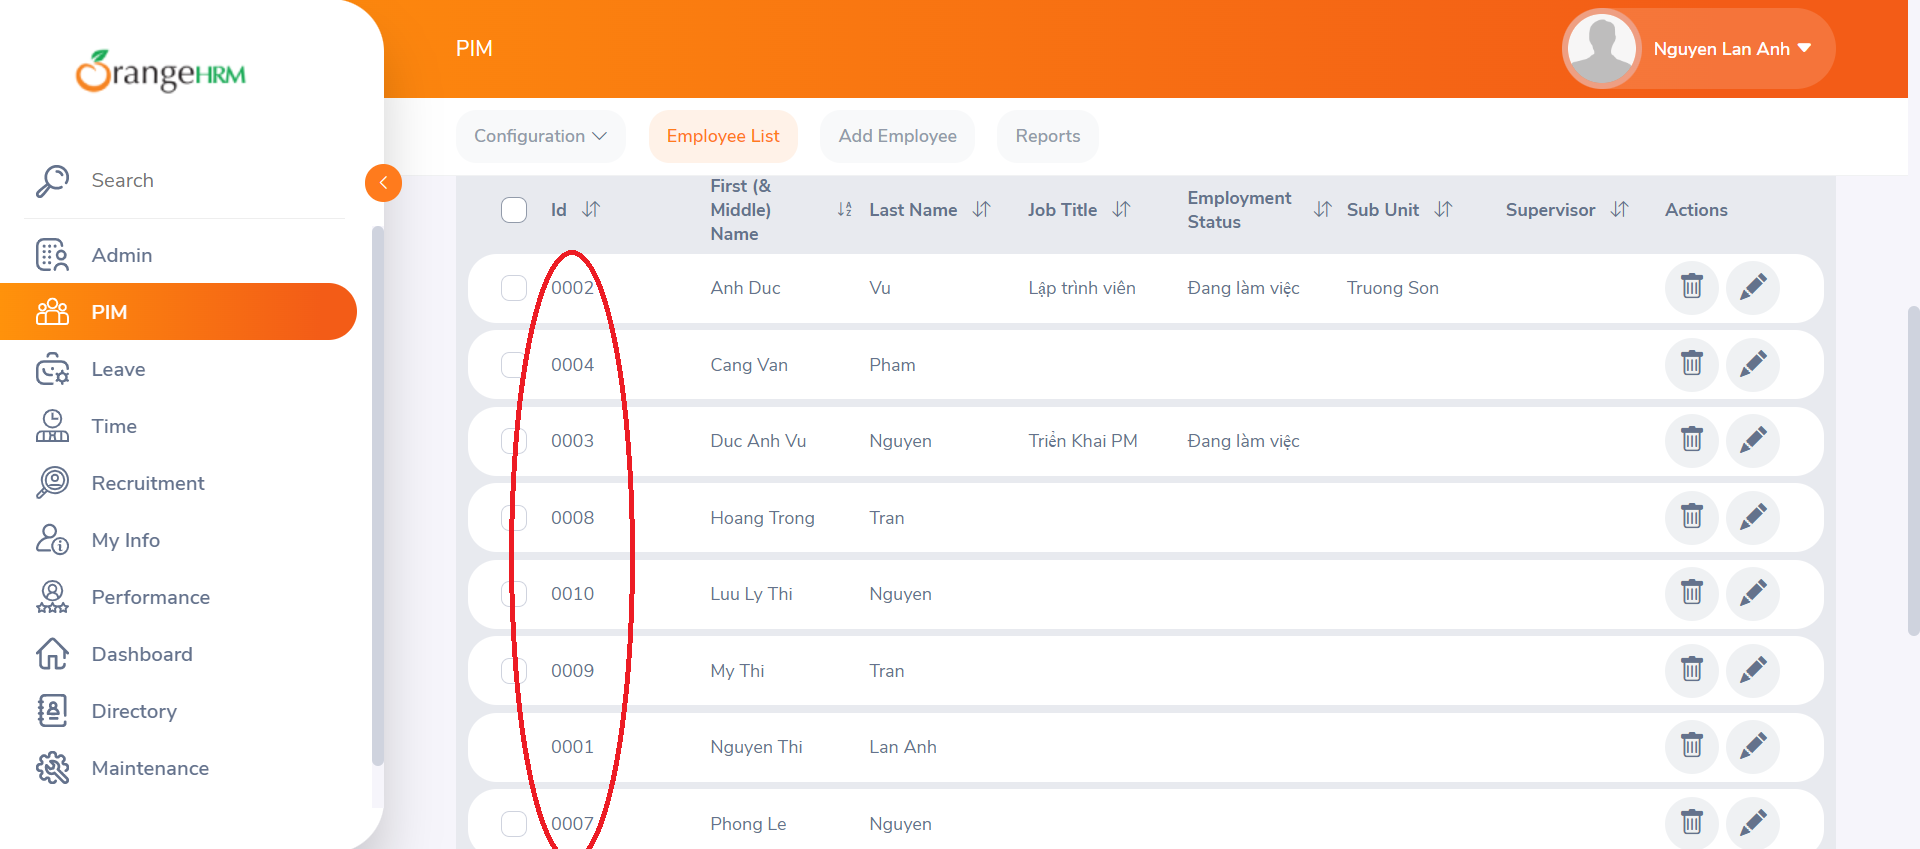 OrangeHRM
PIM
Nguyen Lan Anh
Configuration
Employee List
Add Employee
Reports
Search
Admin
PIM
Leave
Time
Recruitment
My Info
Performance
Dashboard
Directory
Maintenance
Id
First (&
Middle)
Name
Last Name
Job Title
Employment
Status
Sub Unit
Supervisor
Actions
0002 Anh Duc Vu Lập trình viên Đang làm việc Truong Son
0004 Cang Van Pham
0003 Duc Anh Vu Nguyen Triển Khai PM Đang làm việc
0008 Hoang Trong Tran
0010 Luu Ly Thi Nguyen
0009 My Thi Tran
0001 Nguyen Thi Lan Anh
0007 Phong Le Nguyen